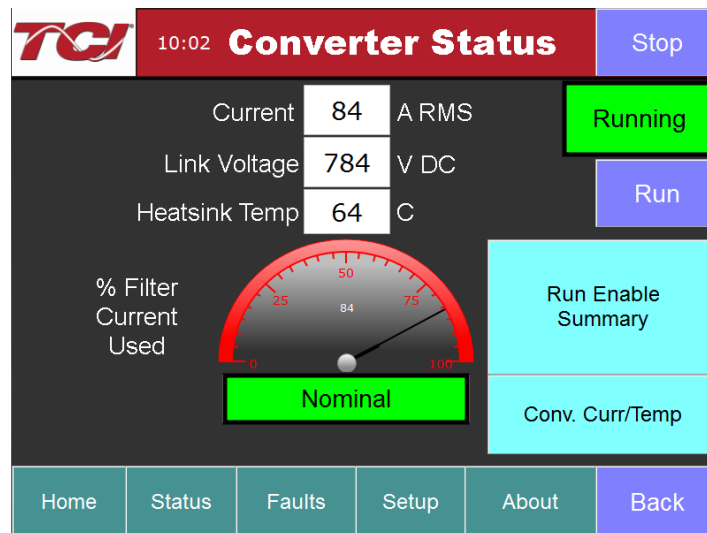 TCI
10:02 Converter Status
Stop
Current 84 A RMS
Running
Link Voltage 784 V DC
Run
Heatsink Temp 64 C
% Filter
Current
Used
0
25
50
75
100
84
Nominal
Run Enable
Summary
Conv. Curr/Temp
Home
Status
Faults
Setup
About
Back